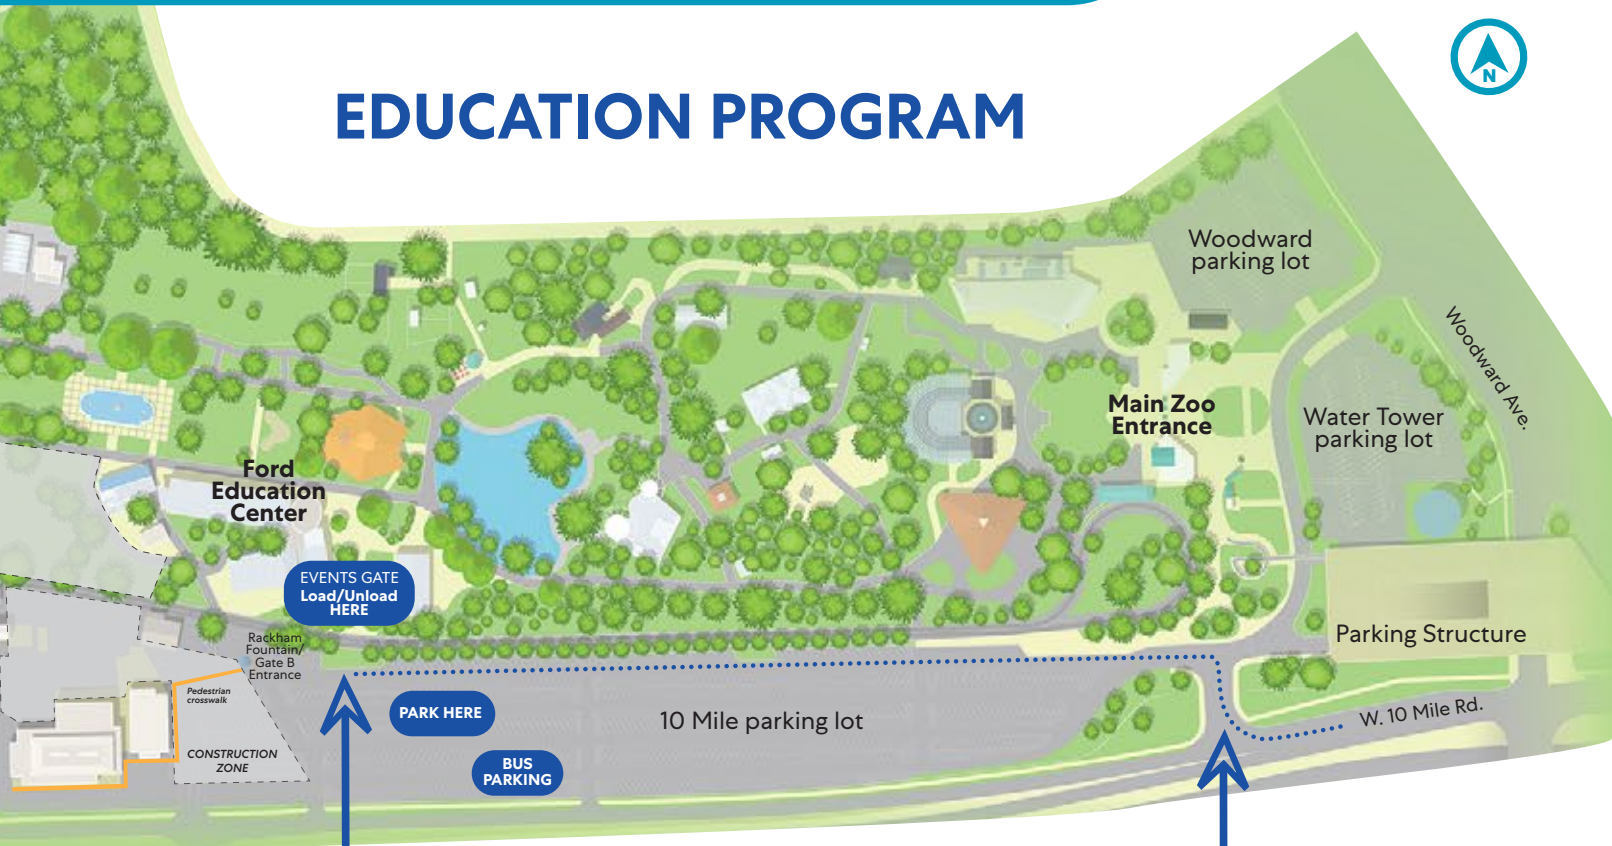 EDUCATION PROGRAM
N
Woodward
parking lot
Woodward Ave.
Main Zoo
Entrance
Water Tower
parking lot
Ford
Education
Center
EVENTS GATE
Load/Unload
HERE
Rackham
Fountain/
Gate B
Entrance
Parking Structure
Pedestrian
crosswalk
PARK HERE
10 Mile parking lot
W. 10 Mile Rd.
CONSTRUCTION
ZONE
BUS
PARKING